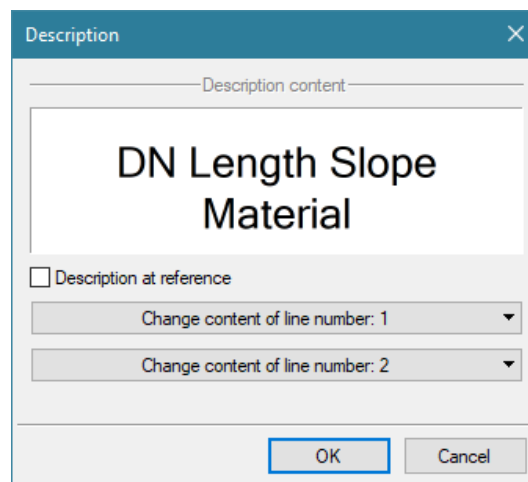 Description
Description content
DN Length Slope
Material
Description at reference
Change content of line number: 1
Change content of line number: 2
OK
Cancel